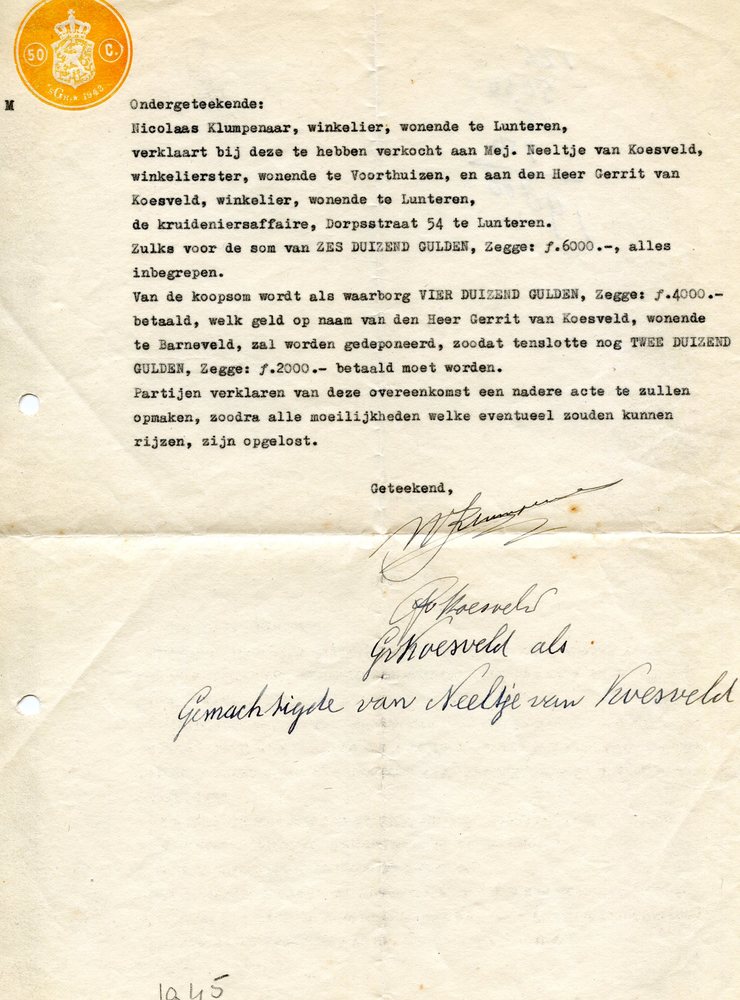 50 C.
'sGr.k 1943
M
Ondergeteekende:
Nicolaas Klumpenaar, winkelier, wonende te Lunteren,
verklaart bij deze te hebben verkocht aan Mej. Neeltje van Koesveld,
winkelierster, wonende te Voorthuizen, en aan den Heer Gerrit van
Koesveld, winkelier, wonende te Lunteren,
de kruideniersaffaire, Dorpsstraat 54 te Lunteren.
Zulks voor de som van ZES DUIZEND GULDEN, Zegge: ƒ.6000.-, alles
inbegrepen.
Van de koopsom wordt als waarborg VIER DUIZEND GULDEN, Zegge: ƒ.4000.-
betaald, welk geld op naam van den Heer Gerrit van Koesveld, wonende
te Barneveld, zal worden gedeponeerd, zoodat tenslotte nog TWEE DUIZEND
GULDEN, Zegge: ƒ.2000.- betaald moet worden.
Partijen verklaren van deze overeenkomst een nadere acte te zullen
opmaken, zoodra alle moeilijkheden welke eventueel zouden kunnen
rijzen, zijn opgelost.
Geteekend,
Koesveld
Koesveld als
Gemachtigde van Neeltje van Koesveld
1945